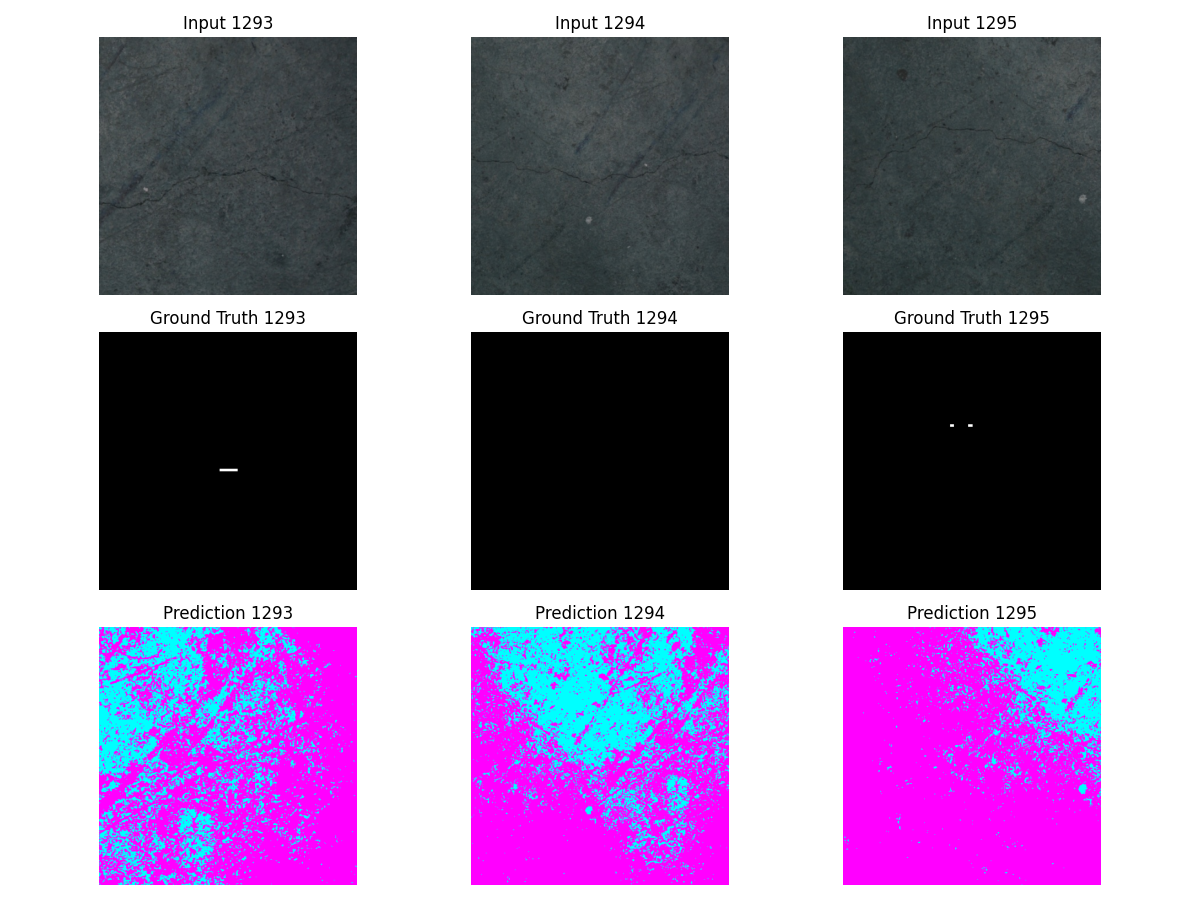 Input 1293
Input 1294
Input 1295
Ground Truth 1293
Ground Truth 1294
Ground Truth 1295
Prediction 1293
Prediction 1294
Prediction 1295